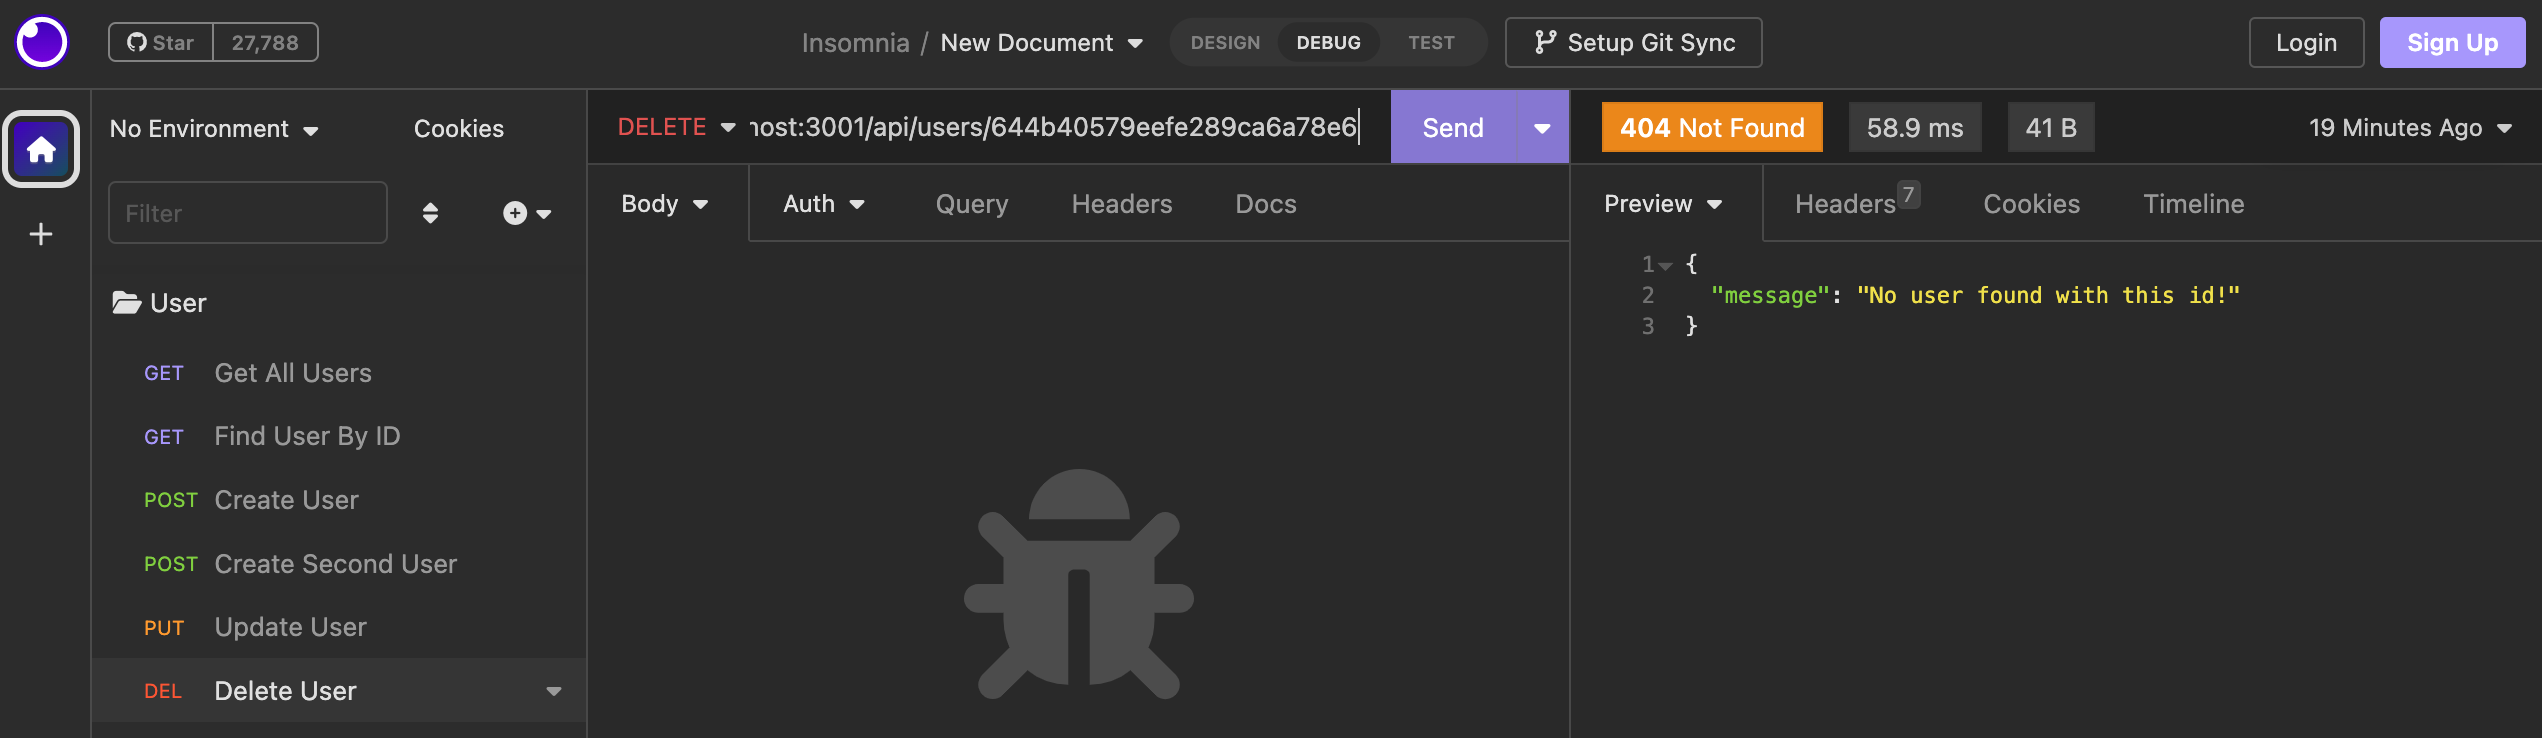 Star 27,788
Insomnia / New Document
DESIGN DEBUG TEST
Setup Git Sync
Login
Sign Up
No Environment
Cookies
Filter
User
GET Get All Users
GET Find User By ID
POST Create User
POST Create Second User
PUT Update User
DEL Delete User
DELETE host:3001/api/users/644b40579eefe289ca6a78e6
Send
Body Auth Query Headers Docs
404 Not Found 58.9 ms 41 B
19 Minutes Ago
Preview Headers 7 Cookies Timeline
1 {
2 "message": "No user found with this id!"
3 }